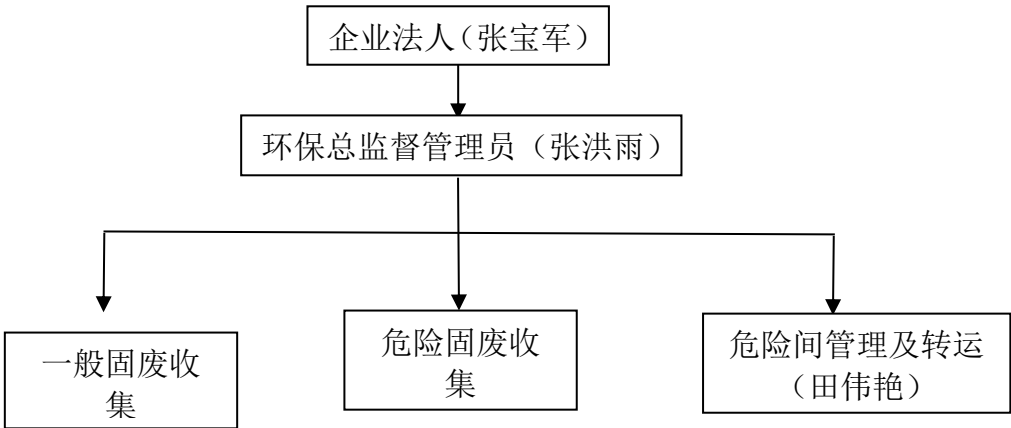 企业法人（张宝军）
环保总监督管理员（张洪雨）
一般固废收
集
危险固废收
集
危险间管理及转运
（田伟艳）